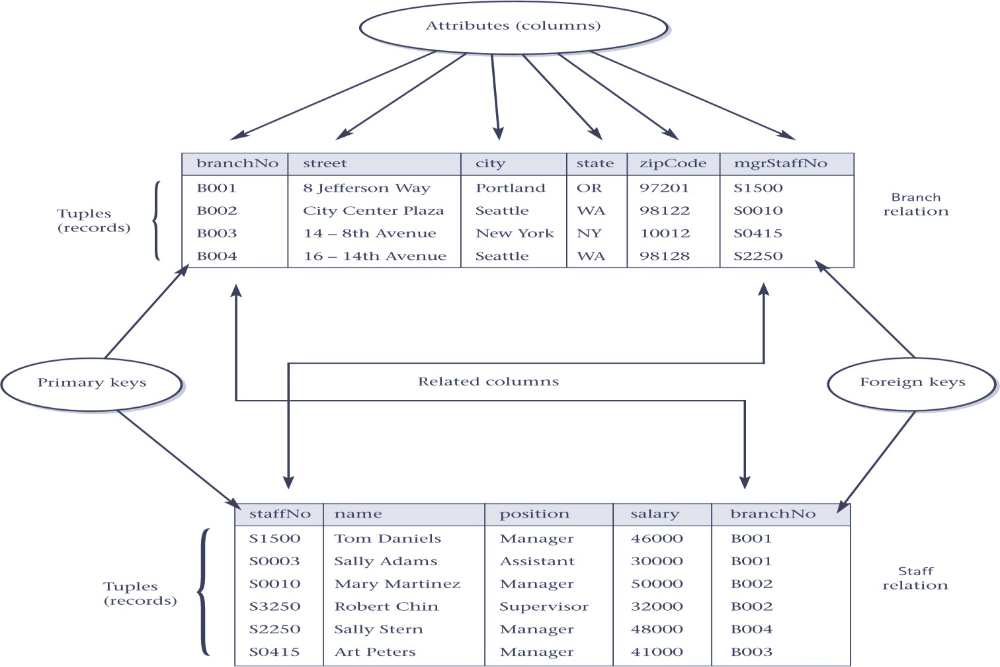 Attributes (columns)
branchNo street city state zipCode mgrStaffNo
B001 8 Jefferson Way Portland OR 97201 S1500
B002 City Center Plaza Seattle WA 98122 S0010
B003 14 – 8th Avenue New York NY 10012 S0415
B004 16 – 14th Avenue Seattle WA 98128 S2250
Tuples
(records)
Branch
relation
Primary keys
Related columns
Foreign keys
staffNo name position salary branchNo
S1500 Tom Daniels Manager 46000 B001
S0003 Sally Adams Assistant 30000 B001
S0010 Mary Martinez Manager 50000 B002
S3250 Robert Chin Supervisor 32000 B002
S2250 Sally Stern Manager 48000 B004
S0415 Art Peters Manager 41000 B003
Tuples
(records)
Staff
relation